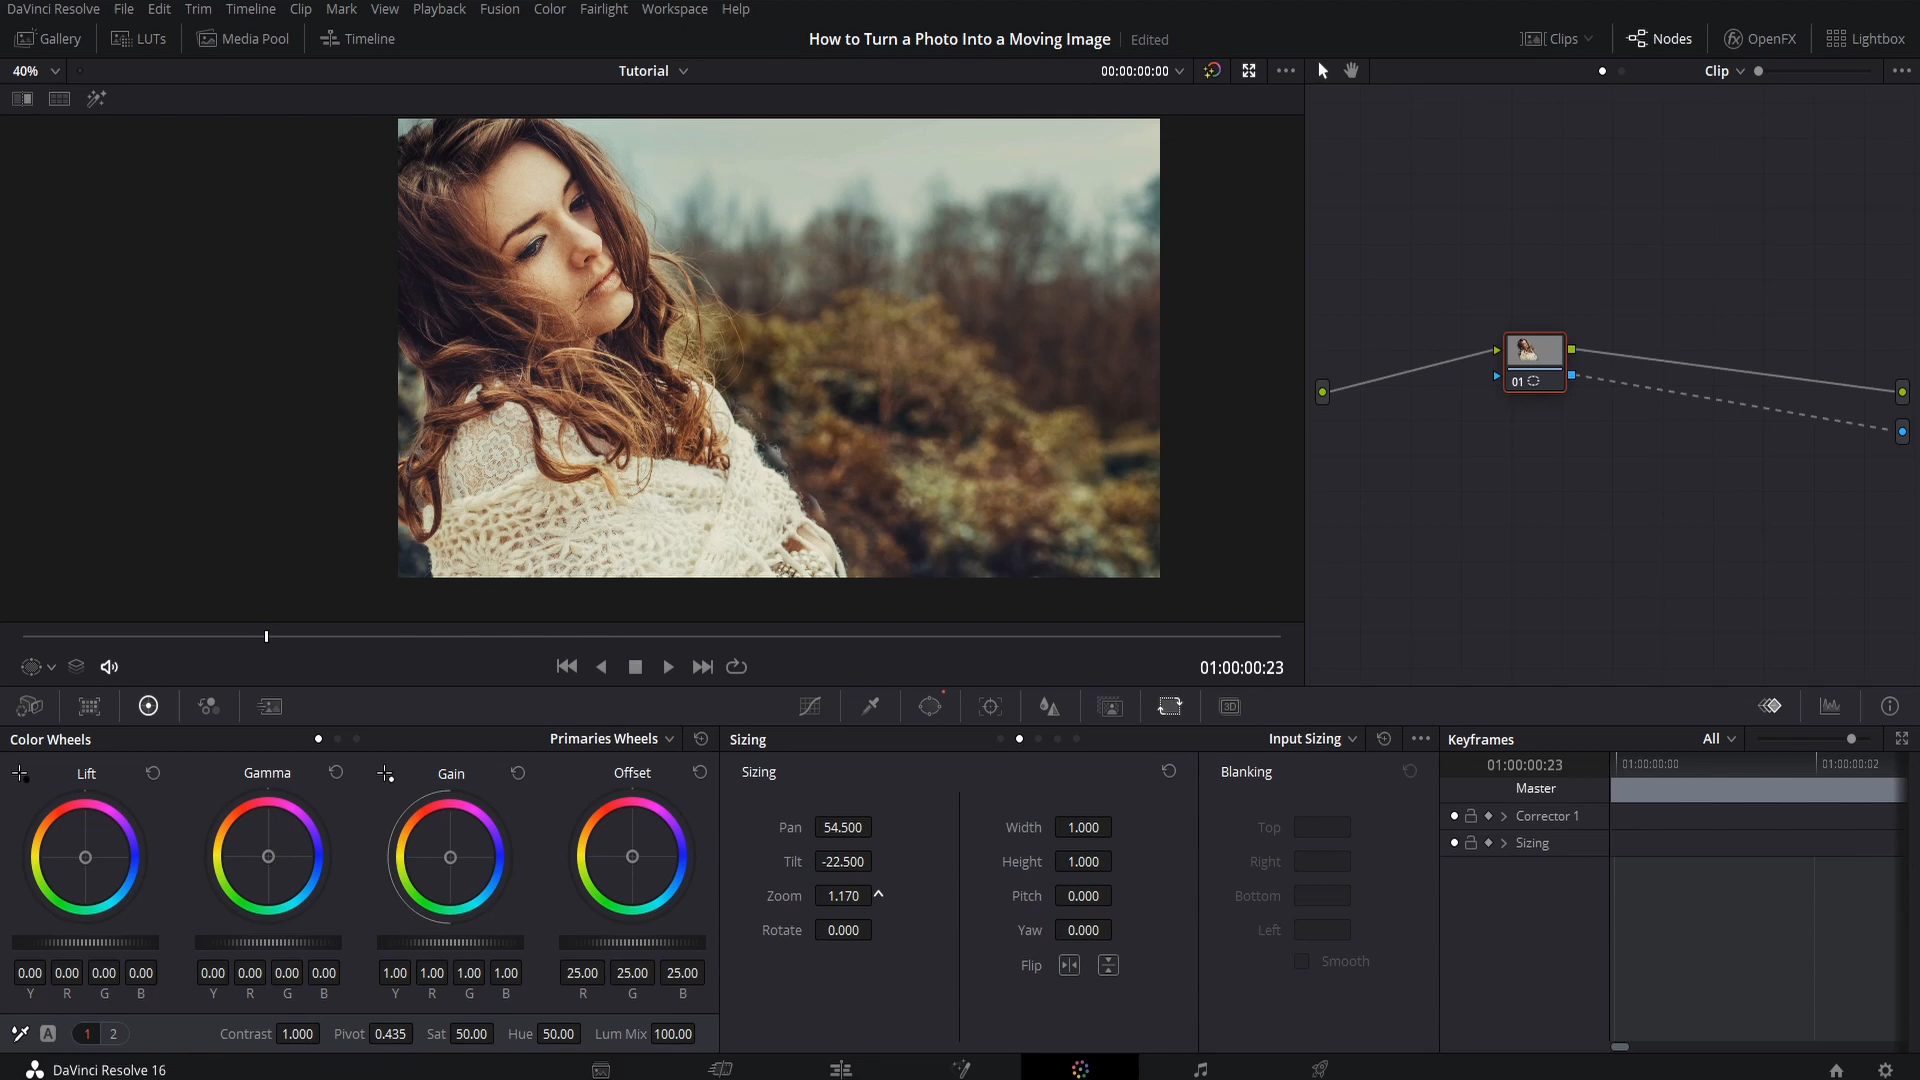 DaVinci Resolve File Edit Trim Timeline Clip Mark View Playback Fusion Color Fairlight Workspace Help
Gallery LUTs Media Pool Timeline How to Turn a Photo Into a Moving Image Edited Clips Nodes OpenFX Lightbox
40% Tutorial 00:00:00:00 Clip
01
01:00:00:23
3D
Color Wheels Primaries Wheels Sizing Input Sizing Keyframes All
Lift Gamma Gain Offset Sizing Blanking 01:00:00:23 01:00:00:00 01:00:00:02
Master
Corrector 1
Sizing
Pan 54.500 Width 1.000 Top
Tilt -22.500 Height 1.000 Right
Zoom 1.170 Pitch 0.000 Bottom
Rotate 0.000 Yaw 0.000 Left
Flip Smooth
0.00 0.00 0.00 0.00 0.00 0.00 0.00 0.00 1.00 1.00 1.00 1.00 25.00 25.00 25.00
Y R G B Y R G B Y R G B R G B
A 1 2 Contrast 1.000 Pivot 0.435 Sat 50.00 Hue 50.00 Lum Mix 100.00
DaVinci Resolve 16